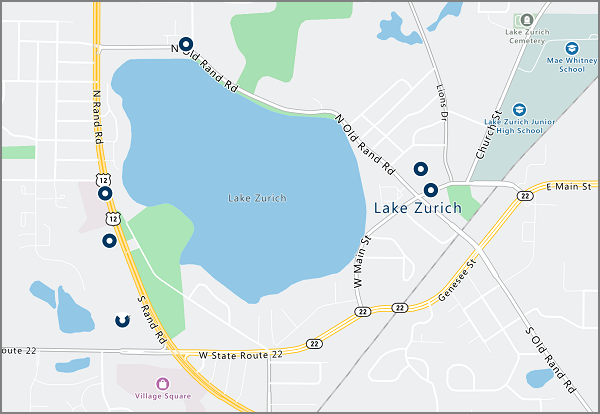 Lake Zurich
Cemetery
Mae Whitney
School
N Old Rand Rd
Lions Dr
N Rand Rd
Lake Zurich Junior
High School
Church St
N Old Rand Rd
12
E Main St
22
Lake Zurich
Lake Zurich
12
W Main St
Genesee St
S Rand Rd
22
22
22
S Old Rand Rd
oute 22
W State Route 22
Village Square